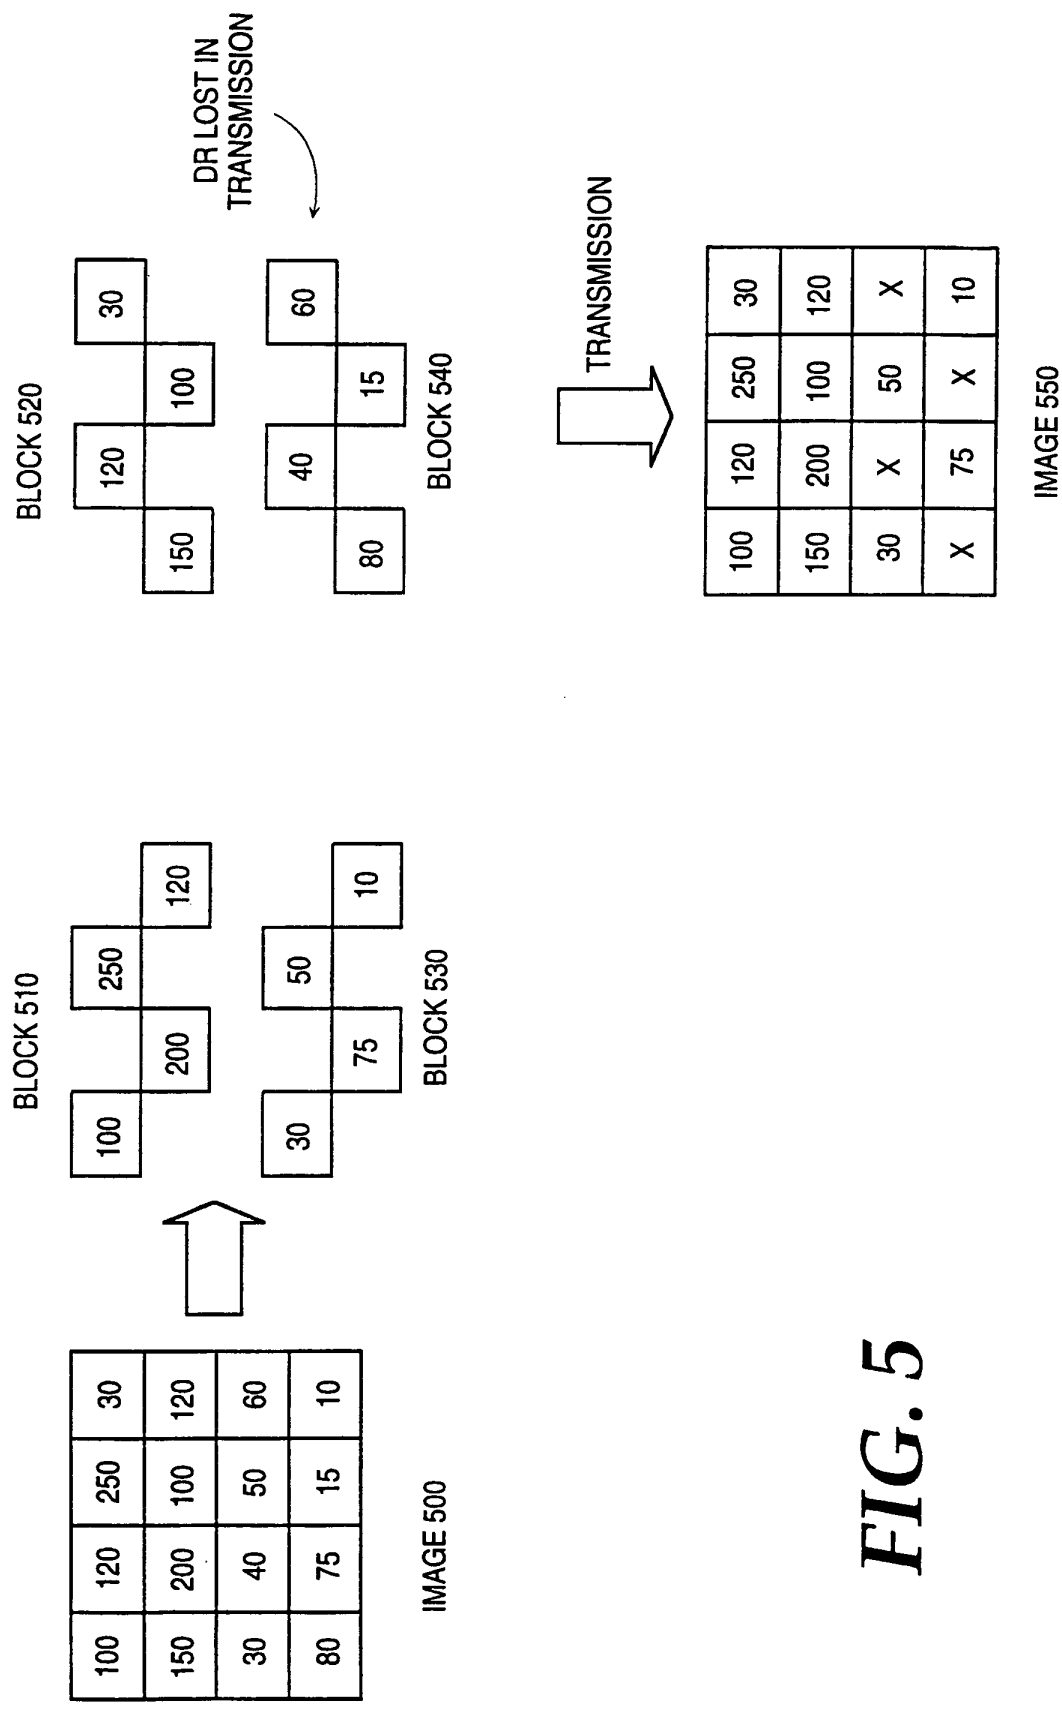 100 120 250 30
150 200 100 120
30 40 50 60
80 75 15 10
IMAGE 500
BLOCK 510
100 250
200 120
30 50
75 10
BLOCK 530
BLOCK 520
120 30
150 100
40 60
80 15
BLOCK 540
DR LOST IN
TRANSMISSION
TRANSMISSION
100 120 250 30
150 200 100 120
30 X 50 X
X 75 X 10
IMAGE 550
FIG. 5